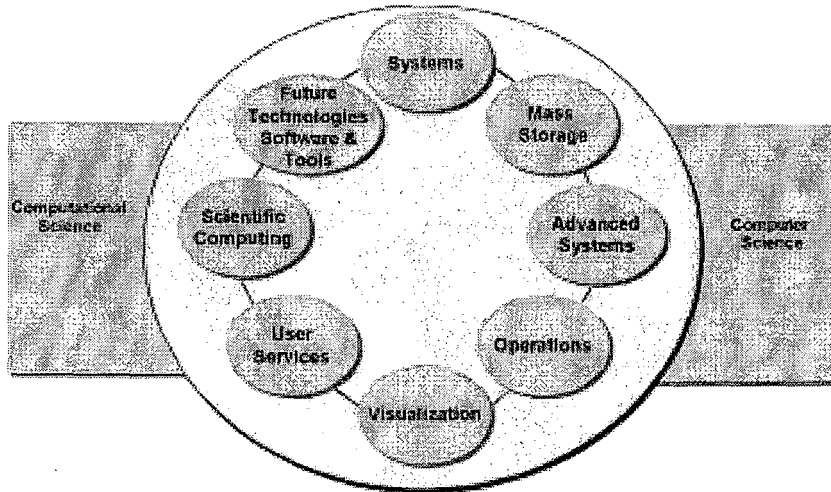 Systems
Future
Technologies
Software &
Tools
Mass
Storage
Computational
Science
Scientific
Computing
Advanced
Systems
Computer
Science
User
Services
Operations
Visualization